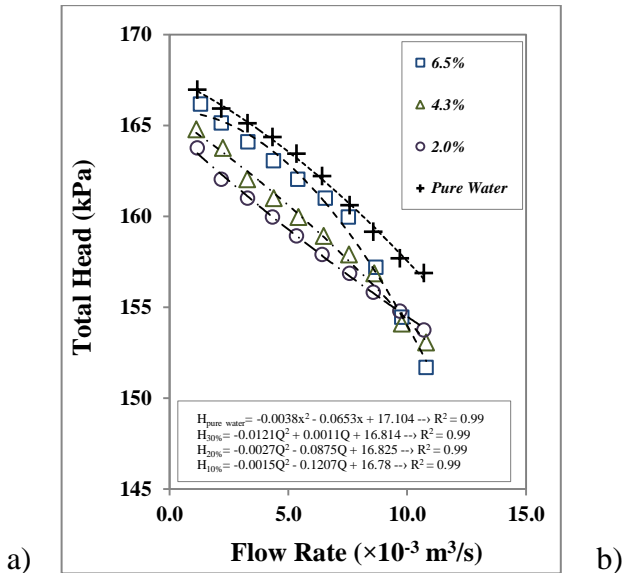 170
165
160
155
150
145
Total Head (kPa)
6.5%
4.3%
2.0%
Pure Water
H_pure water= -0.0038x² - 0.0653x + 17.104 --› R² = 0.99
H_30%= -0.0121Q² + 0.0011Q + 16.814 --› R² = 0.99
H_20%= -0.0027Q² - 0.0875Q + 16.825 --› R² = 0.99
H_10%= -0.0015Q² - 0.1207Q + 16.78 --› R² = 0.99
0.0 5.0 10.0 15.0
Flow Rate (×10⁻³ m³/s)
a) b)